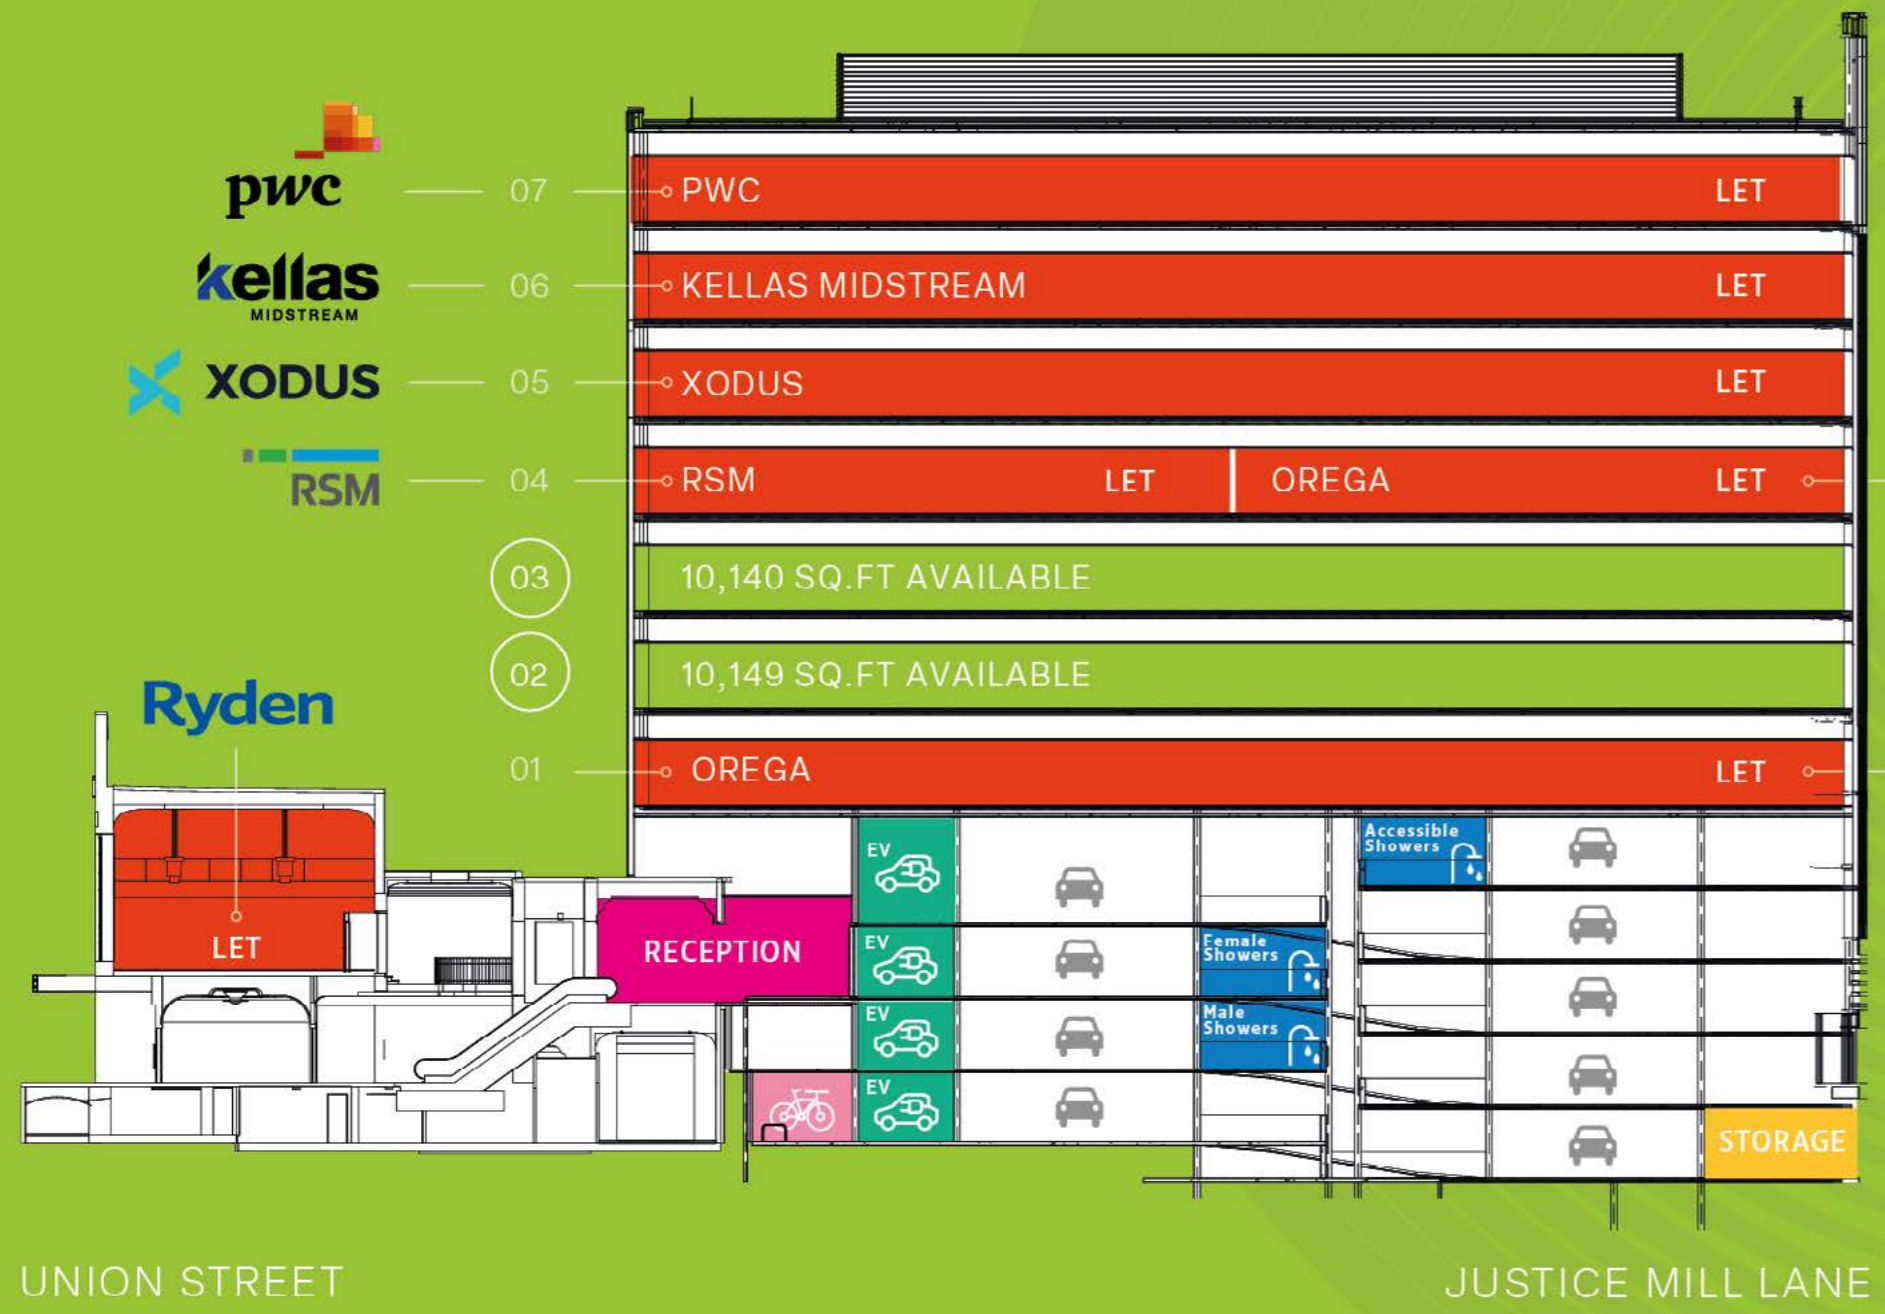 pwc
07
PWC
LET
kellas
MIDSTREAM
06
KELLAS MIDSTREAM
LET
XODUS
05
XODUS
LET
RSM
04
RSM
LET
OREGA
LET
03
10,140 SQ.FT AVAILABLE
02
10,149 SQ.FT AVAILABLE
Ryden
LET
01
OREGA
LET
EV
Accessible
Showers
RECEPTION
EV
Female
Showers
EV
Male
Showers
EV
STORAGE
UNION STREET
JUSTICE MILL LANE